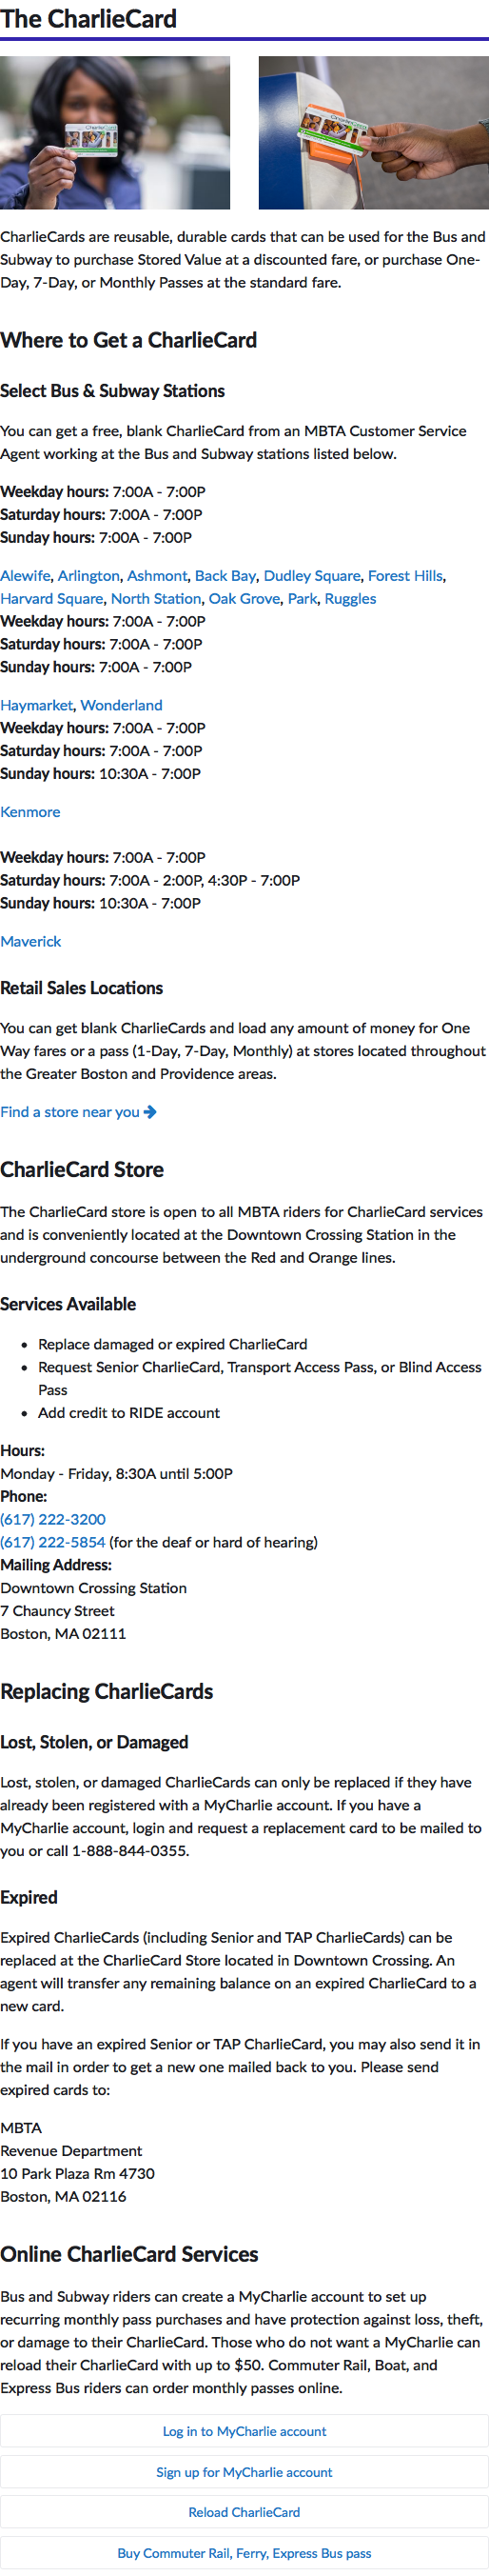 The CharlieCard
CharlieCard
CharlieCard
CharlieCards are reusable, durable cards that can be used for the Bus and
Subway to purchase Stored Value at a discounted fare, or purchase One-
Day, 7-Day, or Monthly Passes at the standard fare.
Where to Get a CharlieCard
Select Bus & Subway Stations
You can get a free, blank CharlieCard from an MBTA Customer Service
Agent working at the Bus and Subway stations listed below.
Weekday hours: 7:00A - 7:00P
Saturday hours: 7:00A - 7:00P
Sunday hours: 7:00A - 7:00P
Alewife, Arlington, Ashmont, Back Bay, Dudley Square, Forest Hills,
Harvard Square, North Station, Oak Grove, Park, Ruggles
Weekday hours: 7:00A - 7:00P
Saturday hours: 7:00A - 7:00P
Sunday hours: 7:00A - 7:00P
Haymarket, Wonderland
Weekday hours: 7:00A - 7:00P
Saturday hours: 7:00A - 7:00P
Sunday hours: 10:30A - 7:00P
Kenmore
Weekday hours: 7:00A - 7:00P
Saturday hours: 7:00A - 2:00P, 4:30P - 7:00P
Sunday hours: 10:30A - 7:00P
Maverick
Retail Sales Locations
You can get blank CharlieCards and load any amount of money for One
Way fares or a pass (1-Day, 7-Day, Monthly) at stores located throughout
the Greater Boston and Providence areas.
Find a store near you
CharlieCard Store
The CharlieCard store is open to all MBTA riders for CharlieCard services
and is conveniently located at the Downtown Crossing Station in the
underground concourse between the Red and Orange lines.
Services Available
• Replace damaged or expired CharlieCard
• Request Senior CharlieCard, Transport Access Pass, or Blind Access
Pass
• Add credit to RIDE account
Hours:
Monday - Friday, 8:30A until 5:00P
Phone:
(617) 222-3200
(617) 222-5854 (for the deaf or hard of hearing)
Mailing Address:
Downtown Crossing Station
7 Chauncy Street
Boston, MA 02111
Replacing CharlieCards
Lost, Stolen, or Damaged
Lost, stolen, or damaged CharlieCards can only be replaced if they have
already been registered with a MyCharlie account. If you have a
MyCharlie account, login and request a replacement card to be mailed to
you or call 1-888-844-0355.
Expired
Expired CharlieCards (including Senior and TAP CharlieCards) can be
replaced at the CharlieCard Store located in Downtown Crossing. An
agent will transfer any remaining balance on an expired CharlieCard to a
new card.
If you have an expired Senior or TAP CharlieCard, you may also send it in
the mail in order to get a new one mailed back to you. Please send
expired cards to:
MBTA
Revenue Department
10 Park Plaza Rm 4730
Boston, MA 02116
Online CharlieCard Services
Bus and Subway riders can create a MyCharlie account to set up
recurring monthly pass purchases and have protection against loss, theft,
or damage to their CharlieCard. Those who do not want a MyCharlie can
reload their CharlieCard with up to $50. Commuter Rail, Boat, and
Express Bus riders can order monthly passes online.
Log in to MyCharlie account
Sign up for MyCharlie account
Reload CharlieCard
Buy Commuter Rail, Ferry, Express Bus pass